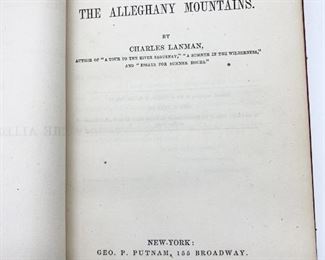 THE ALLEGHANY MOUNTAINS.
BY
CHARLES LANMAN,
AUTHOR OF "A TOUR TO THE RIVER SAGUENAY," "A SUMMER IN THE WILDERNESS,"
AND "ESSAYS FOR SUMMER HOURS."
NEW-YORK:
GEO. P. PUTNAM, 155 BROADWAY.